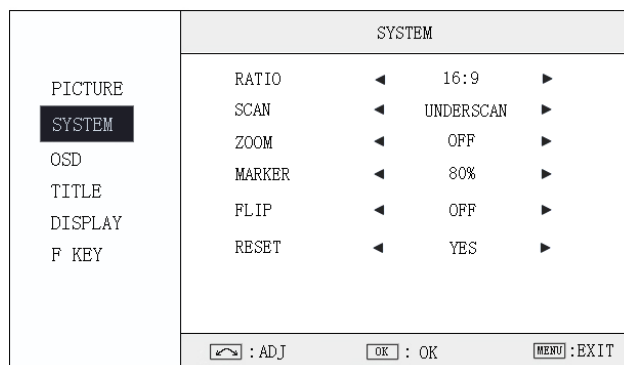 SYSTEM
PICTURE
SYSTEM
OSD
TITLE
DISPLAY
F KEY
RATIO ◀ 16:9 ▶
SCAN ◀ UNDERSCAN ▶
ZOOM ◀ OFF ▶
MARKER ◀ 80% ▶
FLIP ◀ OFF ▶
RESET ◀ YES ▶
: ADJ OK : OK MENU :EXIT